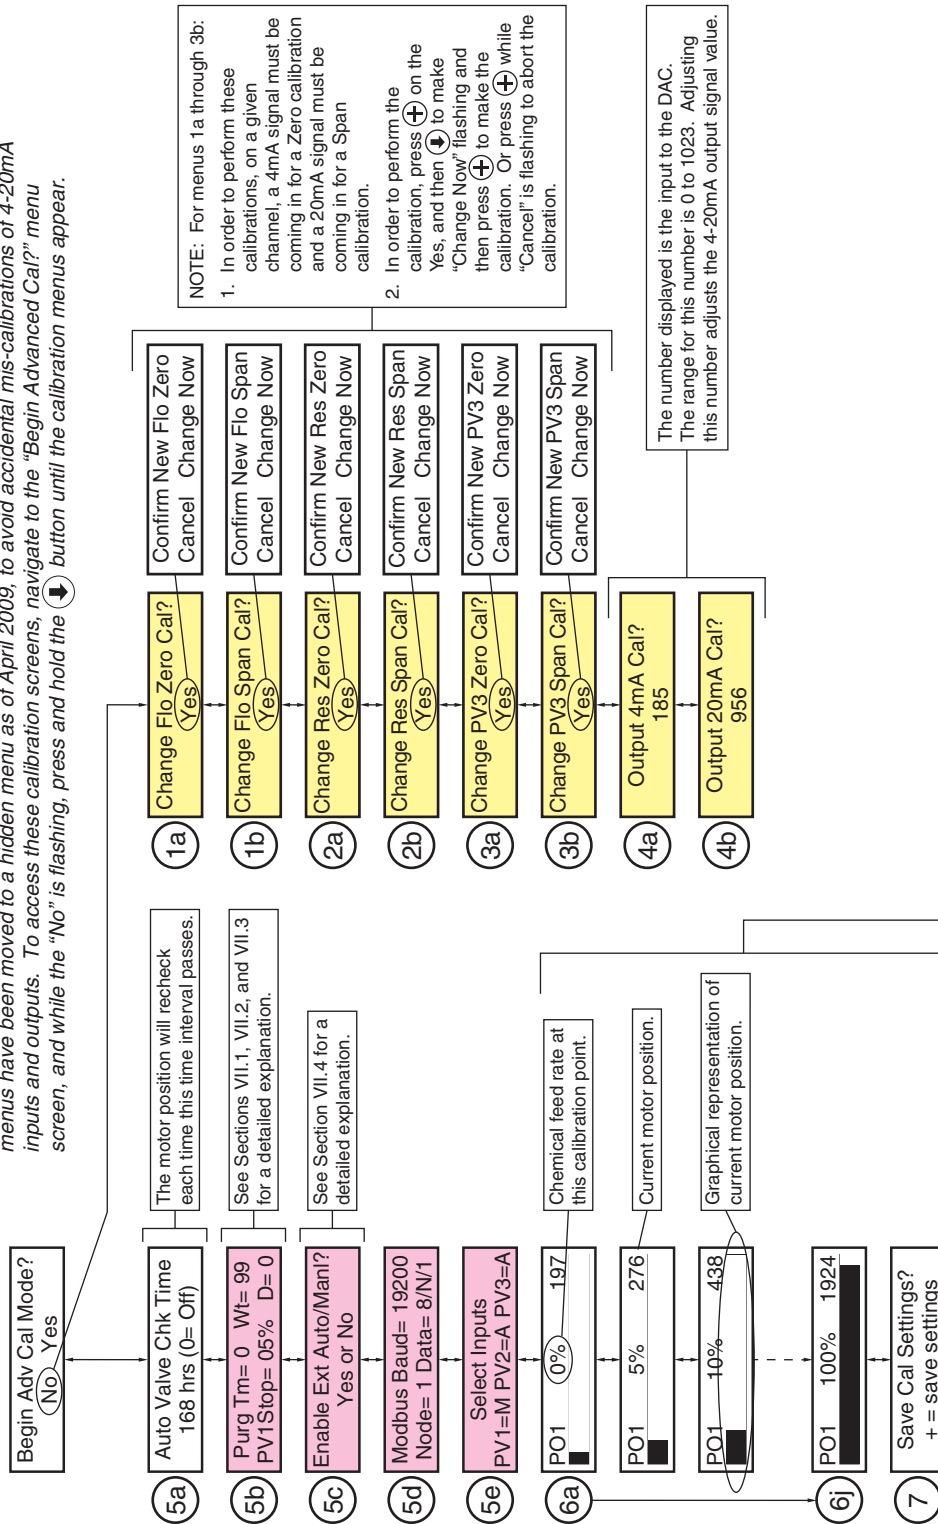 menus have been moved to a hidden menu as of April 2009, to avoid accidental mis-calibrations of 4-20mA
inputs and outputs. To access these calibration screens, navigate to the “Begin Advanced Cal?” menu
screen, and while the “No” is flashing, press and hold the button until the calibration menus appear.
Begin Adv Cal Mode?
No Yes
5a
Auto Valve Chk Time
168 hrs (0= Off)
The motor position will recheck
each time this time interval passes.
5b
Purg Tm= 0 Wt= 99
PV1Stop= 05% D= 0
See Sections VII.1, VII.2, and VII.3
for a detailed explanation.
5c
Enable Ext Auto/Manl?
Yes or No
See Section VII.4 for a
detailed explanation.
5d
Modbus Baud= 19200
Node= 1 Data= 8/N/1
5e
Select Inputs
PV1=M PV2=A PV3=A
6a
PO1 0% 197
Chemical feed rate at
this calibration point.
PO1 5% 276
Current motor position.
PO1 10% 438
Graphical representation of
current motor position.
6j
PO1 100% 1924
7
Save Cal Settings?
+ = save settings
1a
Change Flo Zero Cal?
Yes
Confirm New Flo Zero
Cancel Change Now
1b
Change Flo Span Cal?
Yes
Confirm New Flo Span
Cancel Change Now
2a
Change Res Zero Cal?
Yes
Confirm New Res Zero
Cancel Change Now
2b
Change Res Span Cal?
Yes
Confirm New Res Span
Cancel Change Now
3a
Change PV3 Zero Cal?
Yes
Confirm New PV3 Zero
Cancel Change Now
3b
Change PV3 Span Cal?
Yes
Confirm New PV3 Span
Cancel Change Now
4a
Output 4mA Cal?
185
4b
Output 20mA Cal?
956
NOTE: For menus 1a through 3b:
1. In order to perform these
calibrations, on a given
channel, a 4mA signal must be
coming in for a Zero calibration
and a 20mA signal must be
coming in for a Span
calibration.
2. In order to perform the
calibration, press + on the
Yes, and then to make
“Change Now” flashing and
then press + to make the
calibration. Or press + while
“Cancel” is flashing to abort the
calibration.
The number displayed is the input to the DAC.
The range for this number is 0 to 1023. Adjusting
this number adjusts the 4-20mA output signal value.